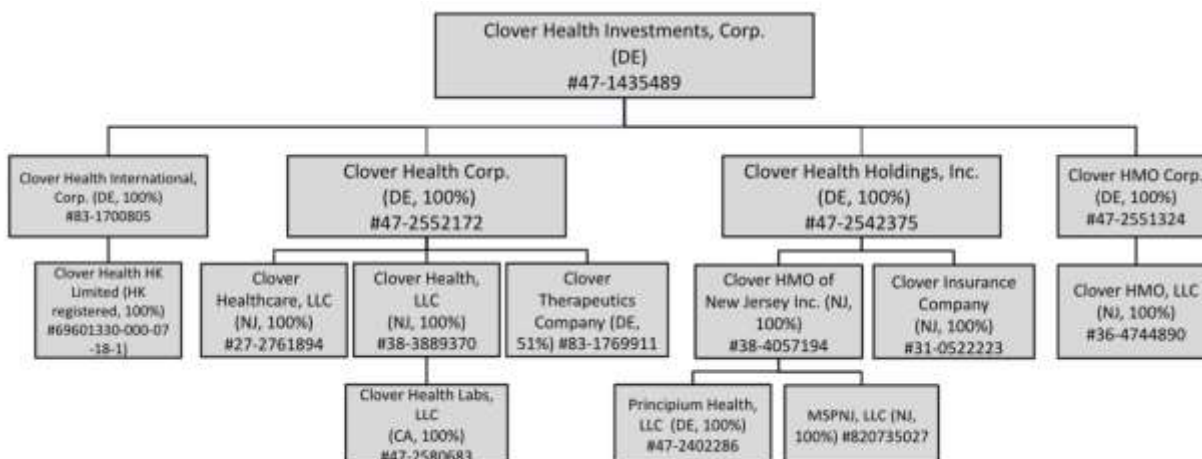 Clover Health Investments, Corp.
(DE)
#47-1435489
Clover Health International,
Corp. (DE, 100%)
#83-1700805
Clover Health Corp.
(DE, 100%)
#47-2552172
Clover Health Holdings, Inc.
(DE, 100%)
#47-2542375
Clover HMO Corp.
(DE, 100%)
#47-2551324
Clover Health HK
Limited (HK
registered, 100%)
#69601330-000-07
-18-1)
Clover
Healthcare, LLC
(NJ, 100%)
#27-2761894
Clover Health,
LLC
(NJ, 100%)
#38-3889370
Clover
Therapeutics
Company (DE,
51%) #83-1769911
Clover HMO of
New Jersey Inc. (NJ,
100%)
#38-4057194
Clover Insurance
Company
(NJ, 100%)
#31-0522223
Clover HMO, LLC
(NJ, 100%)
#36-4744890
Clover Health Labs,
LLC
(CA, 100%)
#47-2580683
Principium Health,
LLC (DE, 100%)
#47-2402286
MSPNJ, LLC (NJ,
100%) #820735027